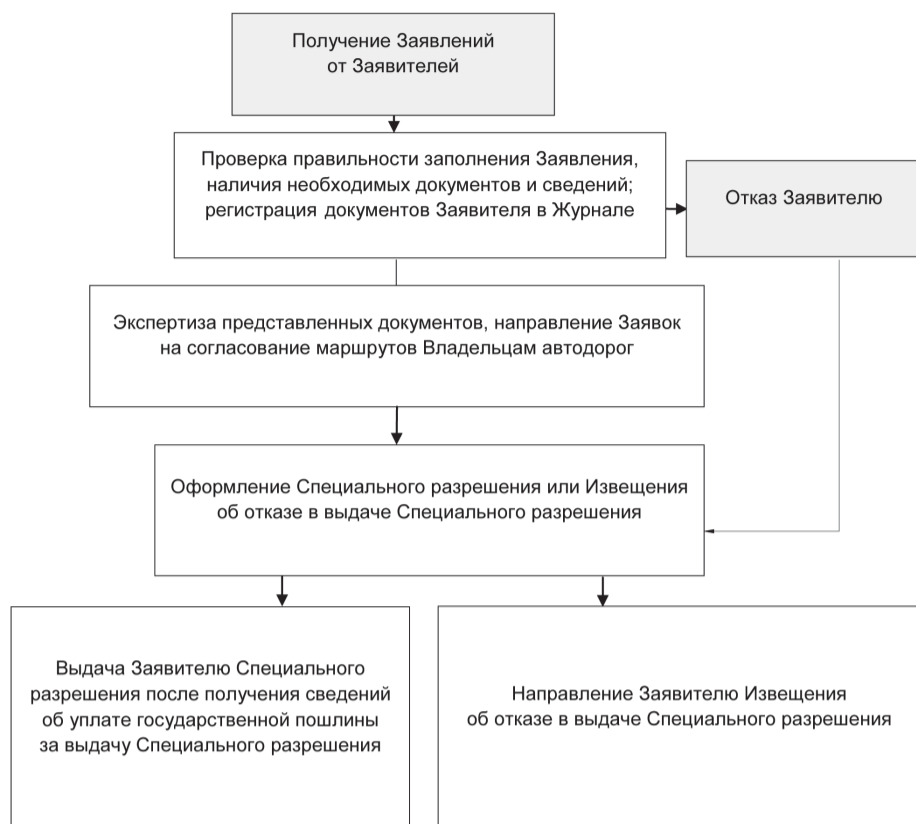 Получение Заявлений
от Заявителей
Проверка правильности заполнения Заявления,
наличия необходимых документов и сведений;
регистрация документов Заявителя в Журнале
Отказ Заявителю
Экспертиза представленных документов, направление Заявок
на согласование маршрутов Владельцам автодорог
Оформление Специального разрешения или Извещения
об отказе в выдаче Специального разрешения
Выдача Заявителю Специального
разрешения после получения сведений
об уплате государственной пошлины
за выдачу Специального разрешения
Направление Заявителю Извещения
об отказе в выдаче Специального разрешения